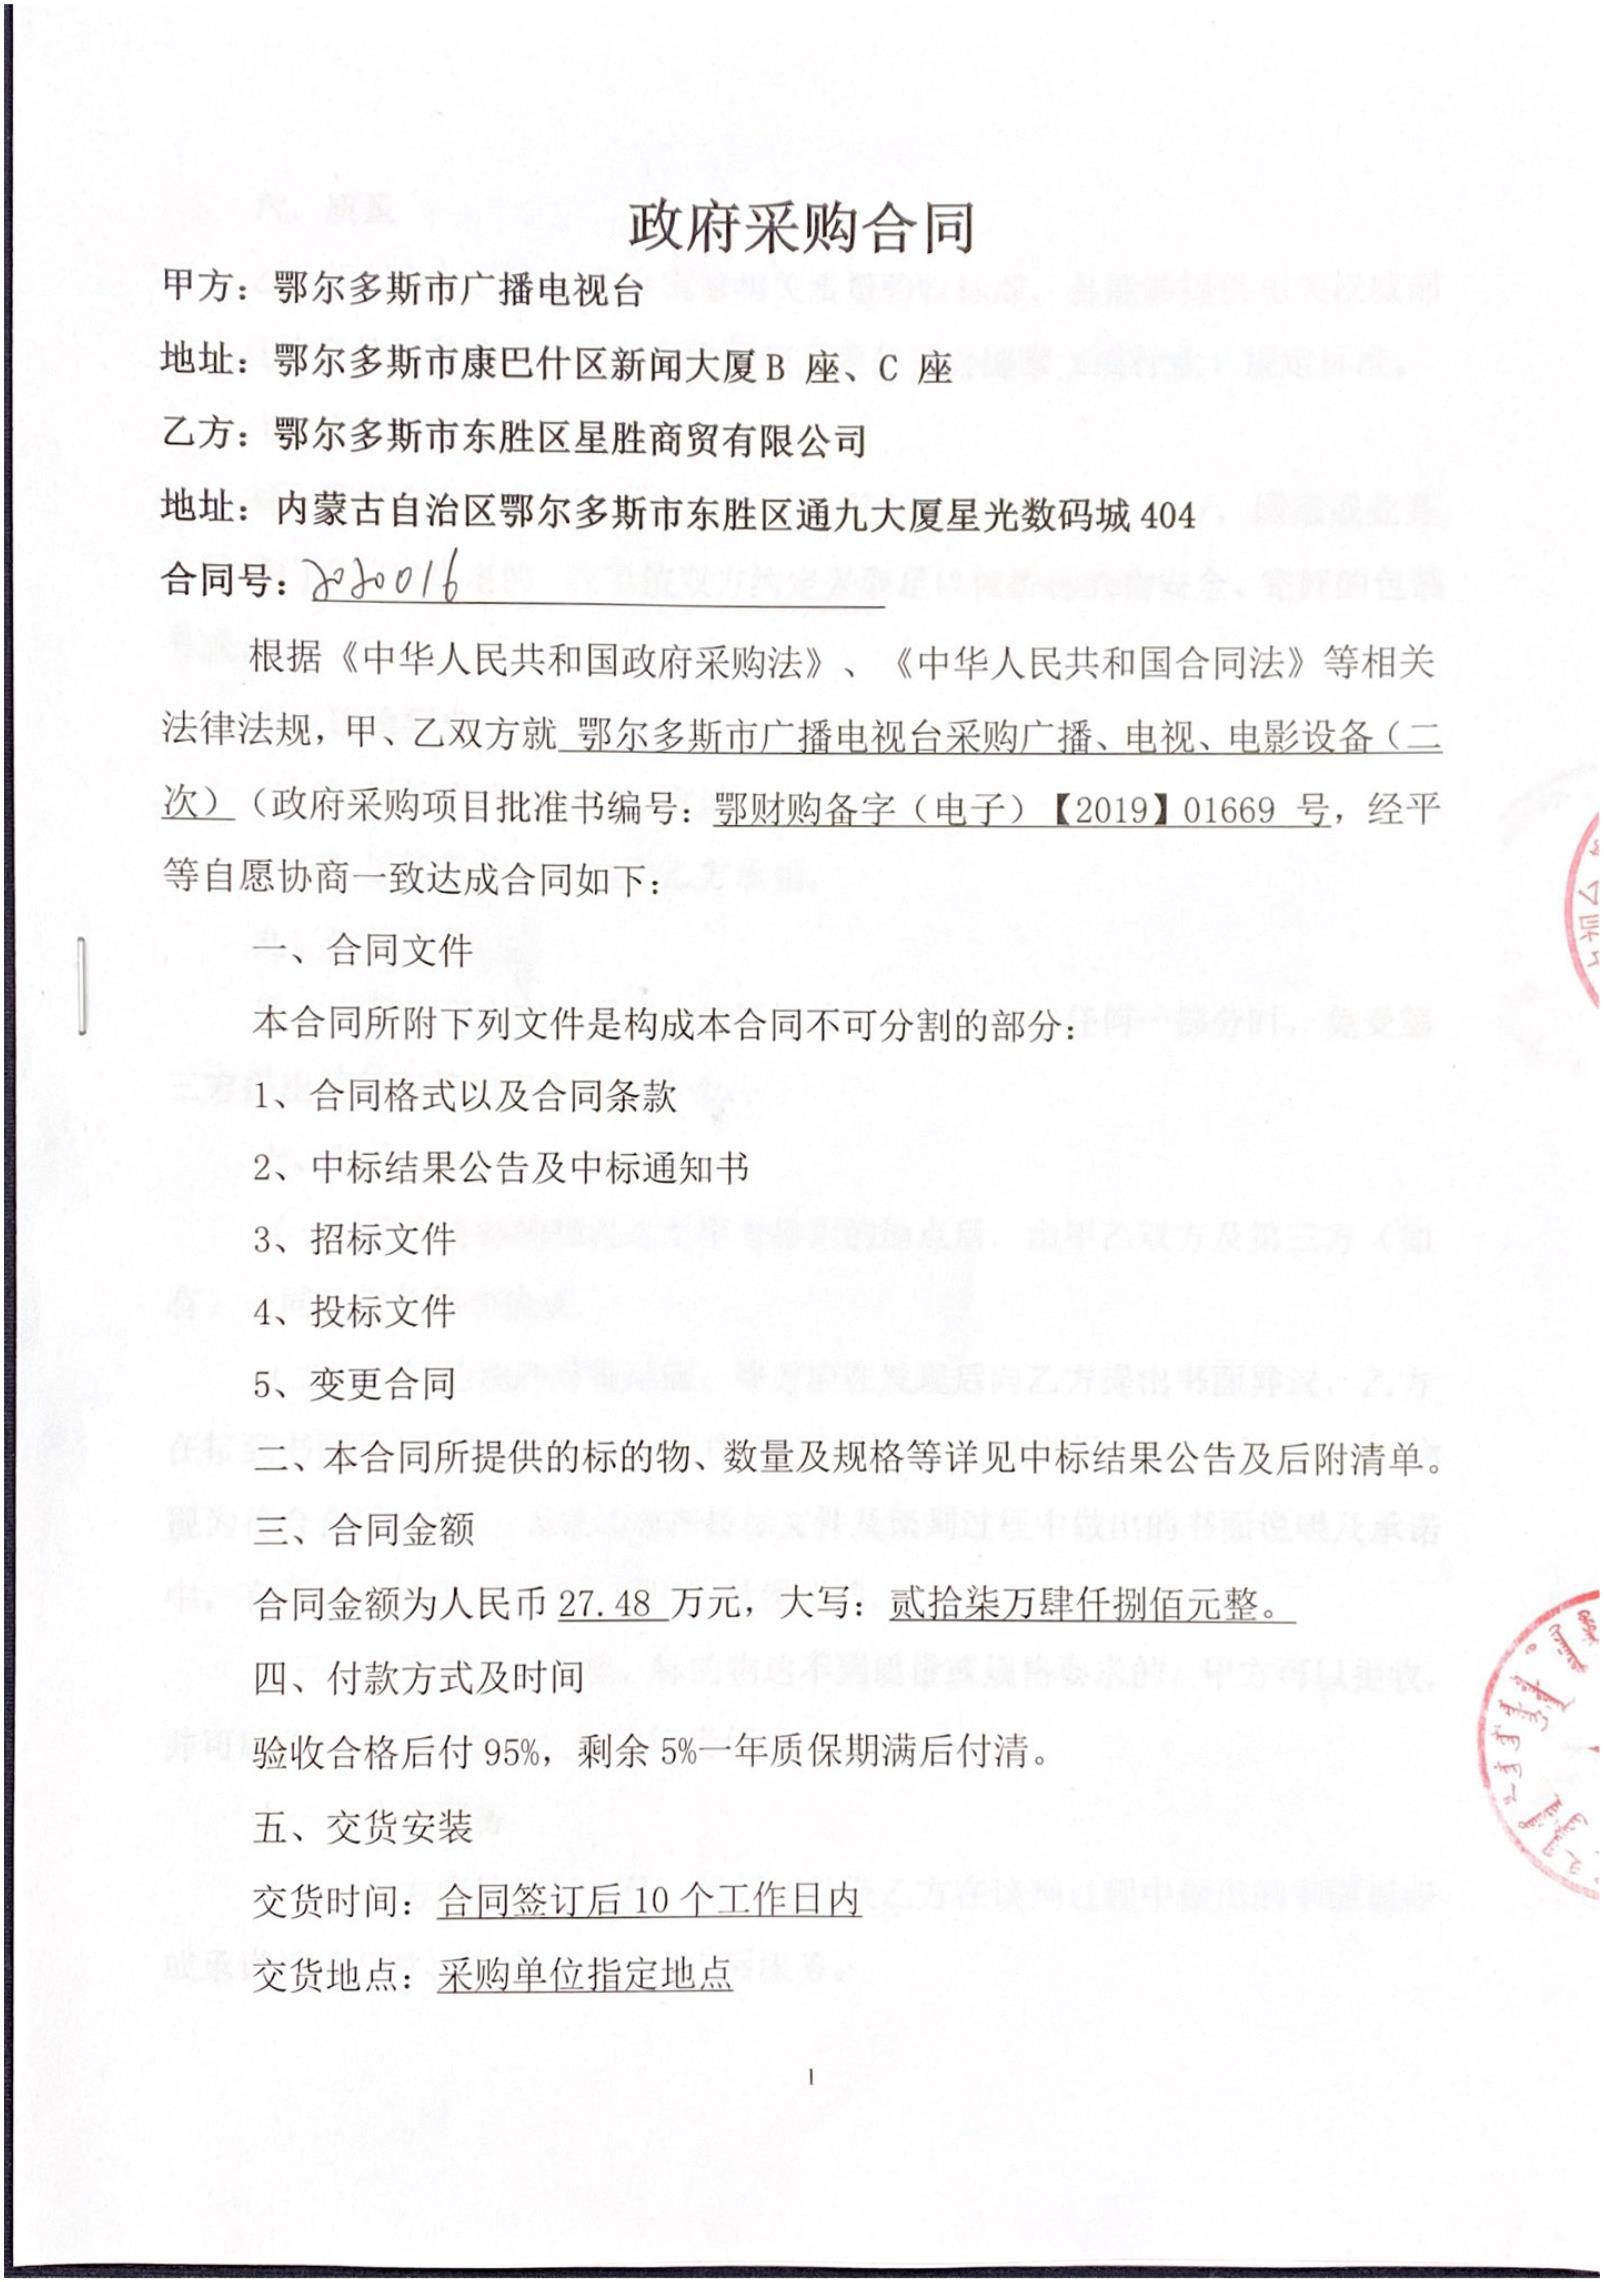 政府采购合同
甲方：鄂尔多斯市广播电视台
地址：鄂尔多斯市康巴什区新闻大厦B 座、C 座
乙方：鄂尔多斯市东胜区星胜商贸有限公司
地址：内蒙古自治区鄂尔多斯市东胜区通九大厦星光数码城 404
合同号：2020016
根据《中华人民共和国政府采购法》、《中华人民共和国合同法》等相关
法律法规，甲、乙双方就 鄂尔多斯市广播电视台采购广播、电视、电影设备（二
次）（政府采购项目批准书编号：鄂财购备字（电子）【2019】01669 号，经平
等自愿协商一致达成合同如下：
一、合同文件
本合同所附下列文件是构成本合同不可分割的部分：
1、合同格式以及合同条款
2、中标结果公告及中标通知书
3、招标文件
4、投标文件
5、变更合同
二、本合同所提供的标的物、数量及规格等详见中标结果公告及后附清单。
三、合同金额
合同金额为人民币 27.48 万元，大写：贰拾柒万肆仟捌佰元整。
四、付款方式及时间
验收合格后付 95%，剩余 5%一年质保期满后付清。
五、交货安装
交货时间：合同签订后 10 个工作日内
交货地点：采购单位指定地点
1